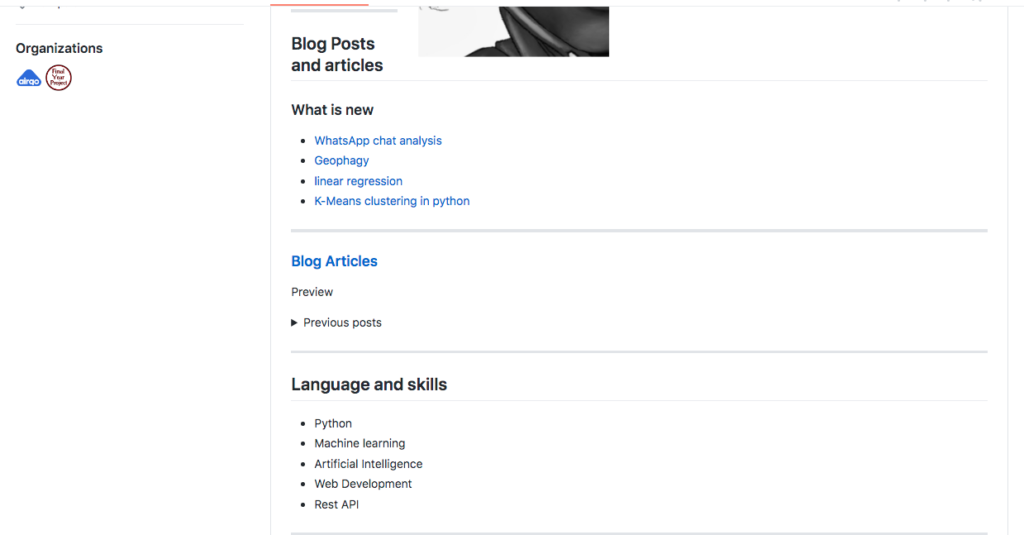 Organizations
airqo
Final
Year
Project
Blog Posts
and articles
What is new
WhatsApp chat analysis
Geophagy
linear regression
K-Means clustering in python
Blog Articles
Preview
Previous posts
Language and skills
Python
Machine learning
Artificial Intelligence
Web Development
Rest API